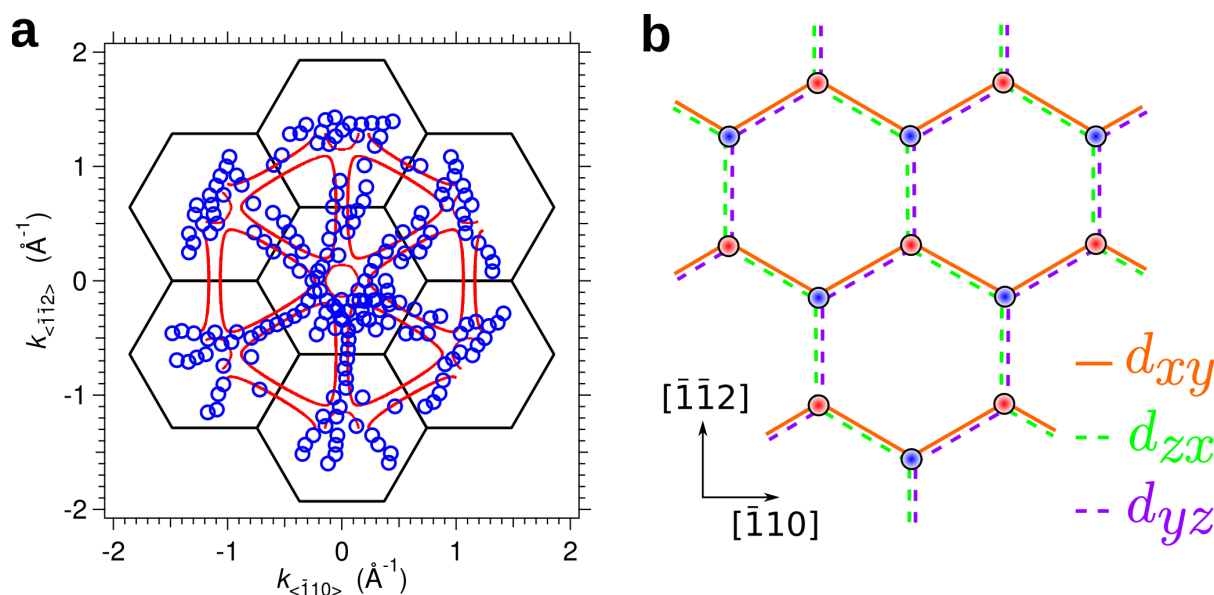 a
2
1
0
-1
-2
k<1̄1̄2> (Å-1)
-2 -1 0 1 2
k<1̄10> (Å-1)
b
[1̄1̄2]
[1̄10]
dxy
dzx
dyz